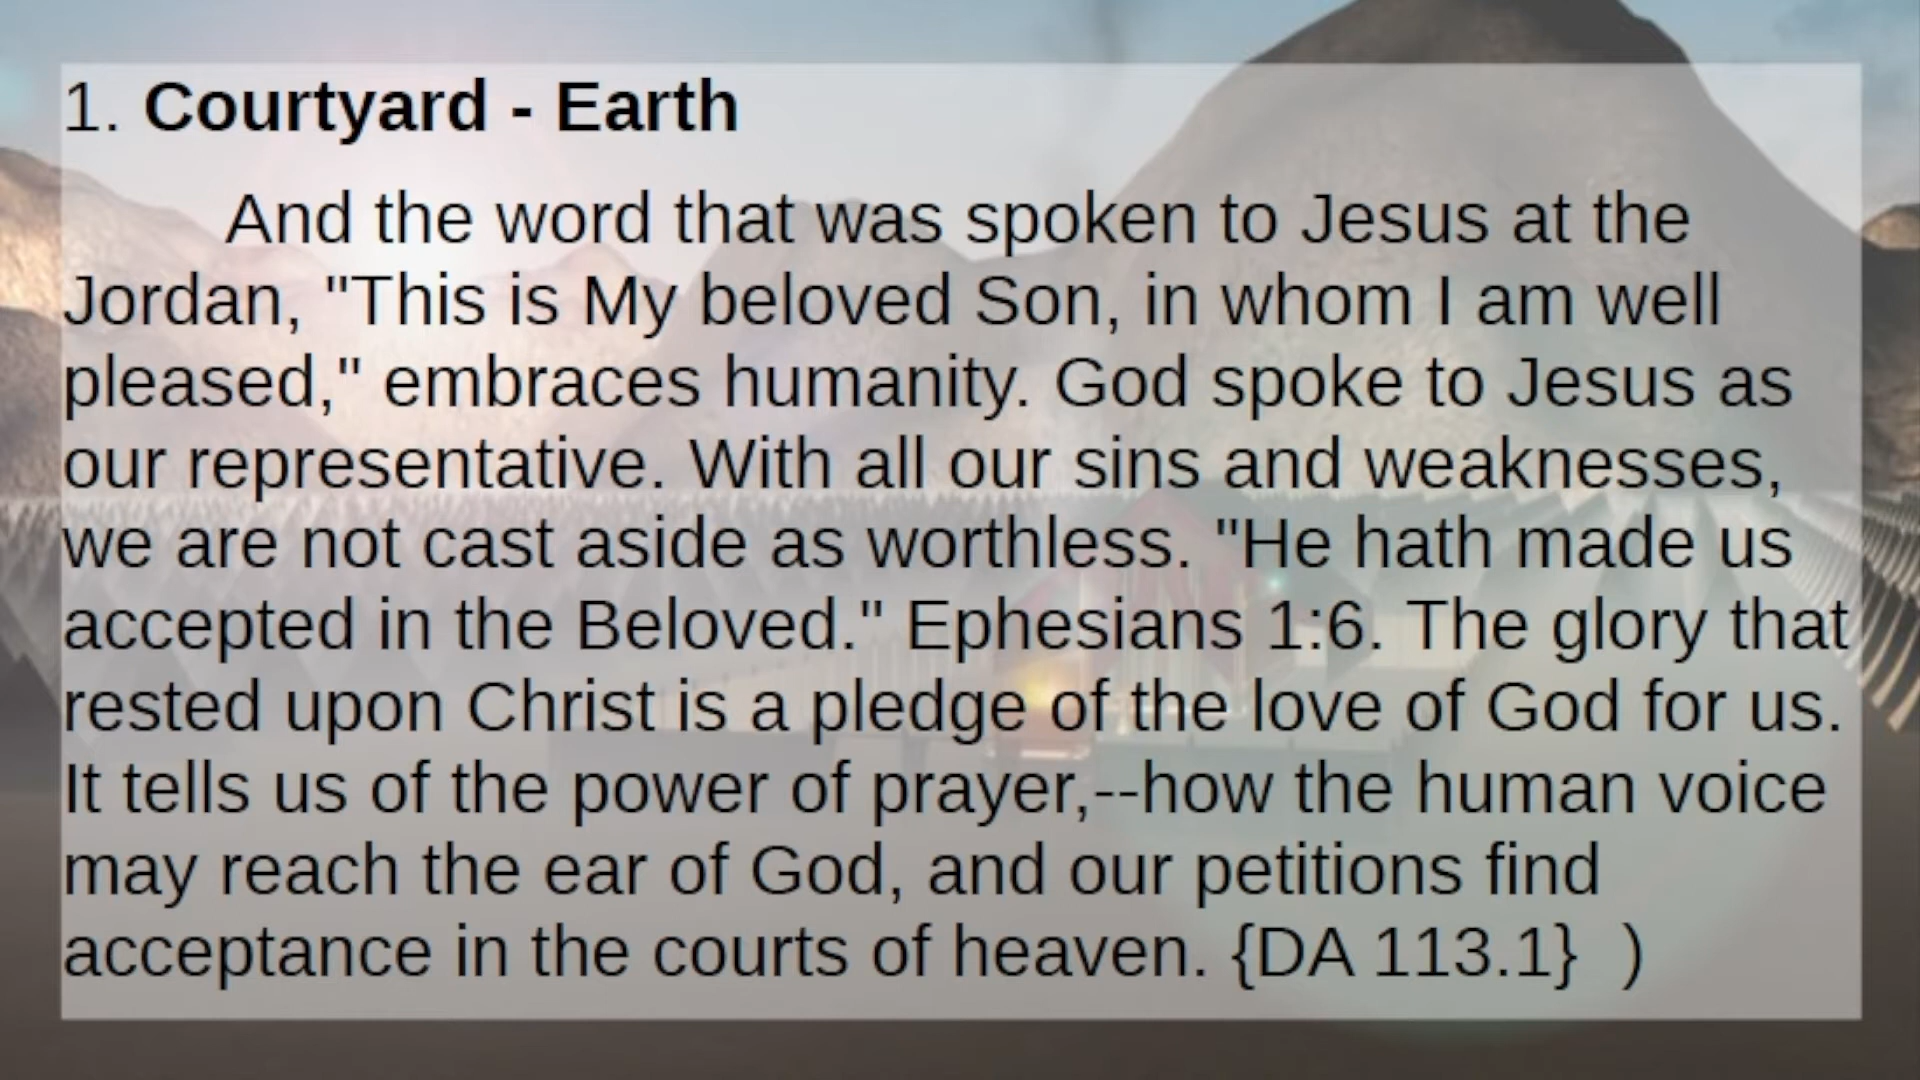 1. Courtyard - Earth
And the word that was spoken to Jesus at the
Jordan, "This is My beloved Son, in whom I am well
pleased," embraces humanity. God spoke to Jesus as
our representative. With all our sins and weaknesses,
we are not cast aside as worthless. "He hath made us
accepted in the Beloved." Ephesians 1:6. The glory that
rested upon Christ is a pledge of the love of God for us.
It tells us of the power of prayer,--how the human voice
may reach the ear of God, and our petitions find
acceptance in the courts of heaven. {DA 113.1}  )